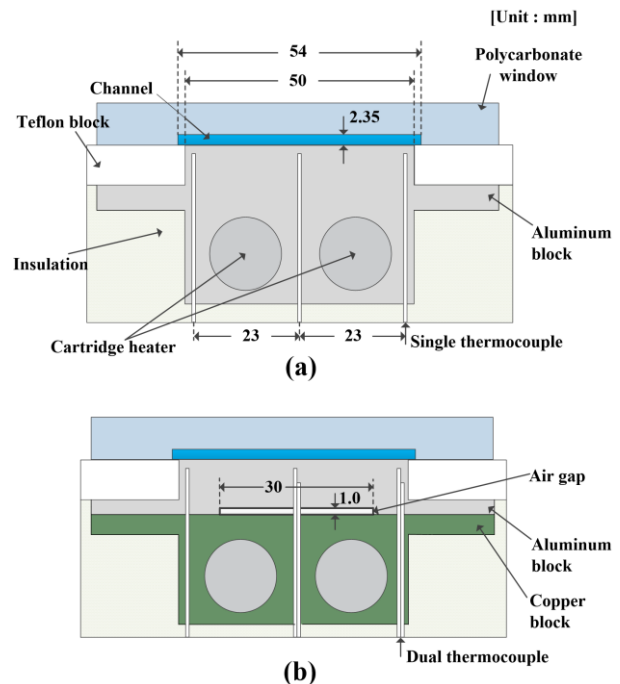 [Unit : mm]
54
Polycarbonate
window
50
Channel
2.35
Teflon block
Aluminum
block
Insulation
23
23
Cartridge heater
Single thermocouple
(a)
Air gap
30
1.0
Aluminum
block
Copper
block
Dual thermocouple
(b)